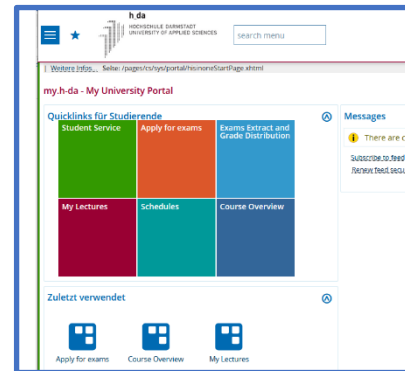 h_da
HOCHSCHULE DARMSTADT
UNIVERSITY OF APPLIED SCIENCES
search menu
Weitere Infos... Seite: /pages/cs/sys/portal/hisinoneStartPage.xhtml
my.h-da - My University Portal
Quicklinks für Studierende
Student Service
Apply for exams
Exams Extract and
Grade Distribution
My Lectures
Schedules
Course Overview
Messages
There are
Subscribe to feed
Renew feed
Zuletzt verwendet
Apply for exams
Course Overview
My Lectures